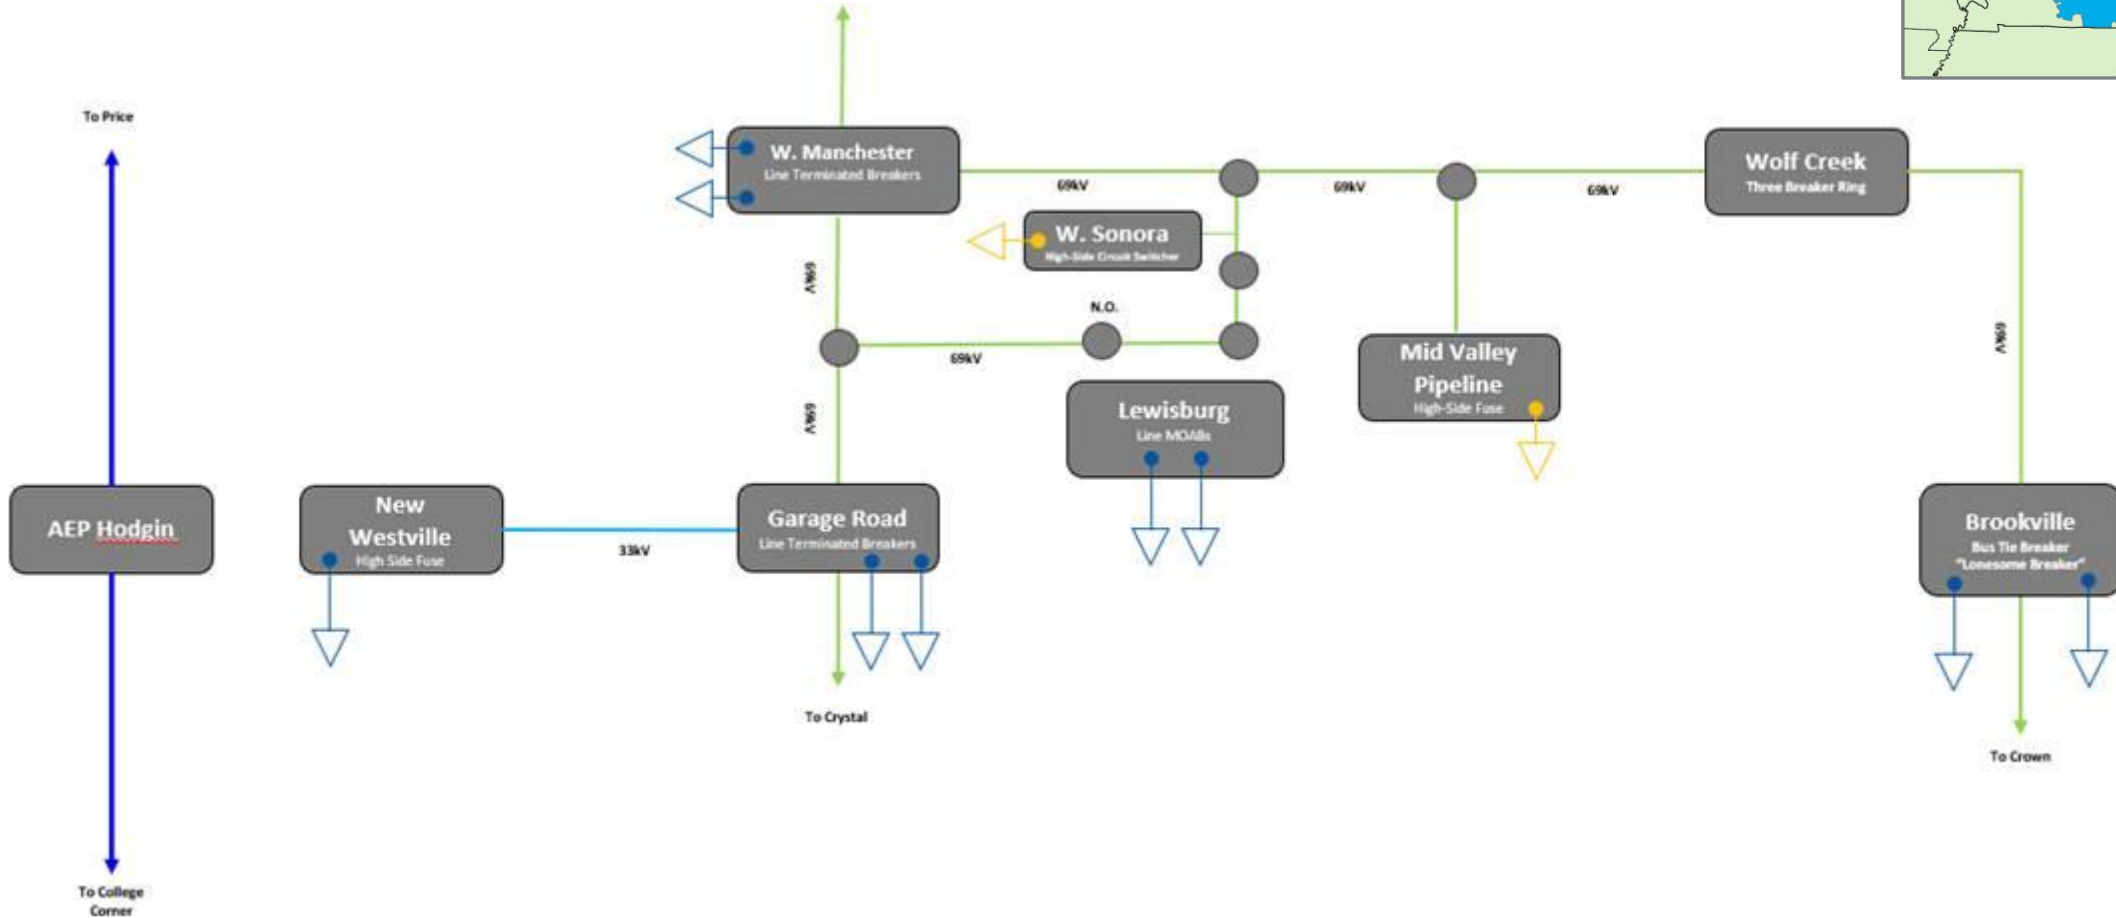 To Price
W. Manchester
Line Terminated Breakers
69kV
69kV
69kV
Wolf Creek
Three Breaker Ring
W. Sonora
High-Side Circuit Switcher
69kV
N.O.
69kV
69kV
Mid Valley
Pipeline
High-Side Fuse
69kV
Lewisburg
Line MOABs
AEP Hodgin
New
Westville
High Side Fuse
33kV
Garage Road
Line Terminated Breakers
Brookville
Bus Tie Breaker
"Lonesome Breaker"
To Crystal
To Crown
To College
Corner